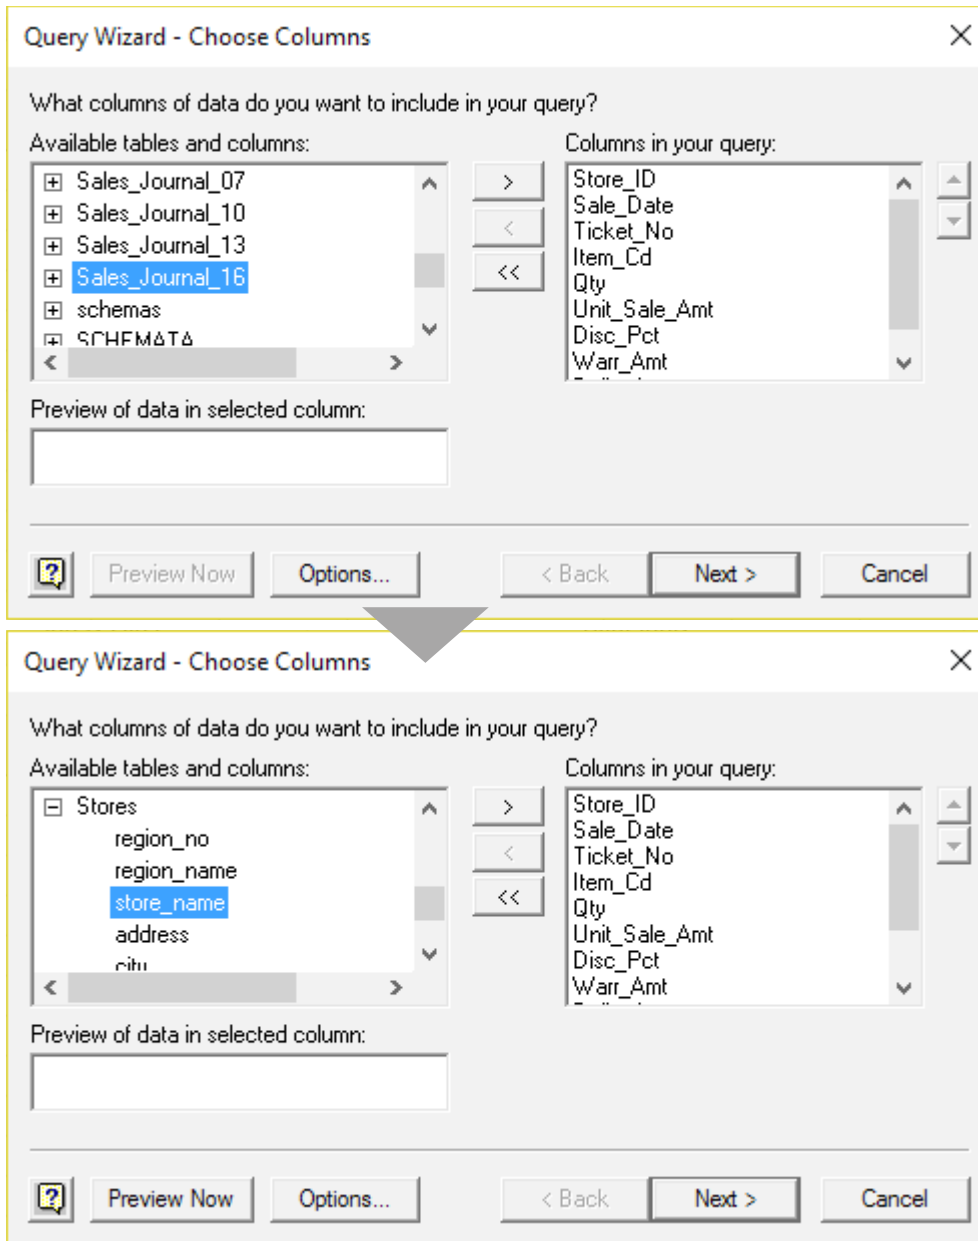 Query Wizard - Choose Columns
What columns of data do you want to include in your query?
Available tables and columns:
Columns in your query:
Sales_Journal_07
Sales_Journal_10
Sales_Journal_13
Sales_Journal_16
schemas
SCHEMATA
>
<
<<
Store_ID
Sale_Date
Ticket_No
Item_Cd
Qty
Unit_Sale_Amt
Disc_Pct
Warr_Amt
Preview of data in selected column:
Preview Now
Options...
< Back
Next >
Cancel
Query Wizard - Choose Columns
What columns of data do you want to include in your query?
Available tables and columns:
Columns in your query:
Stores
region_no
region_name
store_name
address
city
>
<
<<
Store_ID
Sale_Date
Ticket_No
Item_Cd
Qty
Unit_Sale_Amt
Disc_Pct
Warr_Amt
Preview of data in selected column:
Preview Now
Options...
< Back
Next >
Cancel